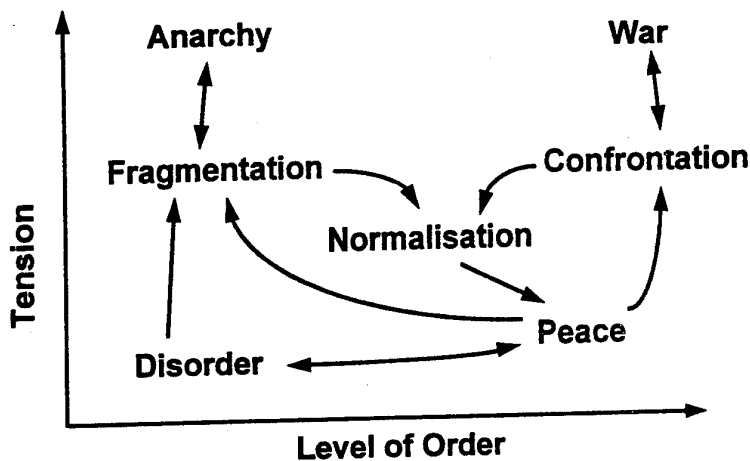 Anarchy
War
Fragmentation
Confrontation
Normalisation
Peace
Disorder
Tension
Level of Order